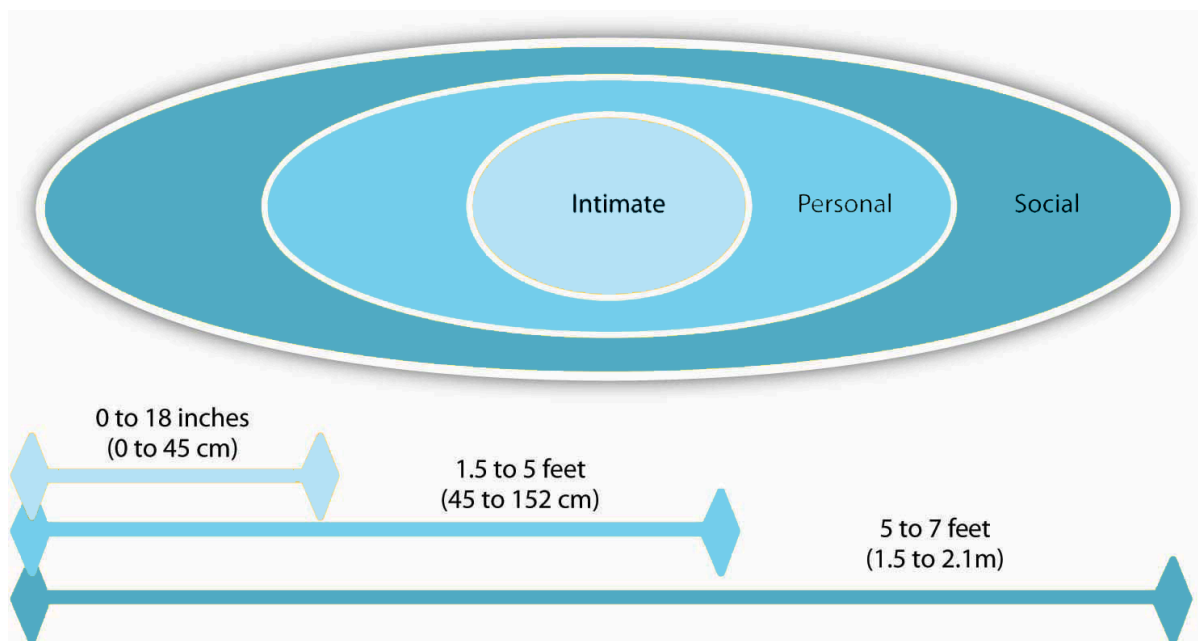 Intimate
Personal
Social
0 to 18 inches
(0 to 45 cm)
1.5 to 5 feet
(45 to 152 cm)
5 to 7 feet
(1.5 to 2.1m)